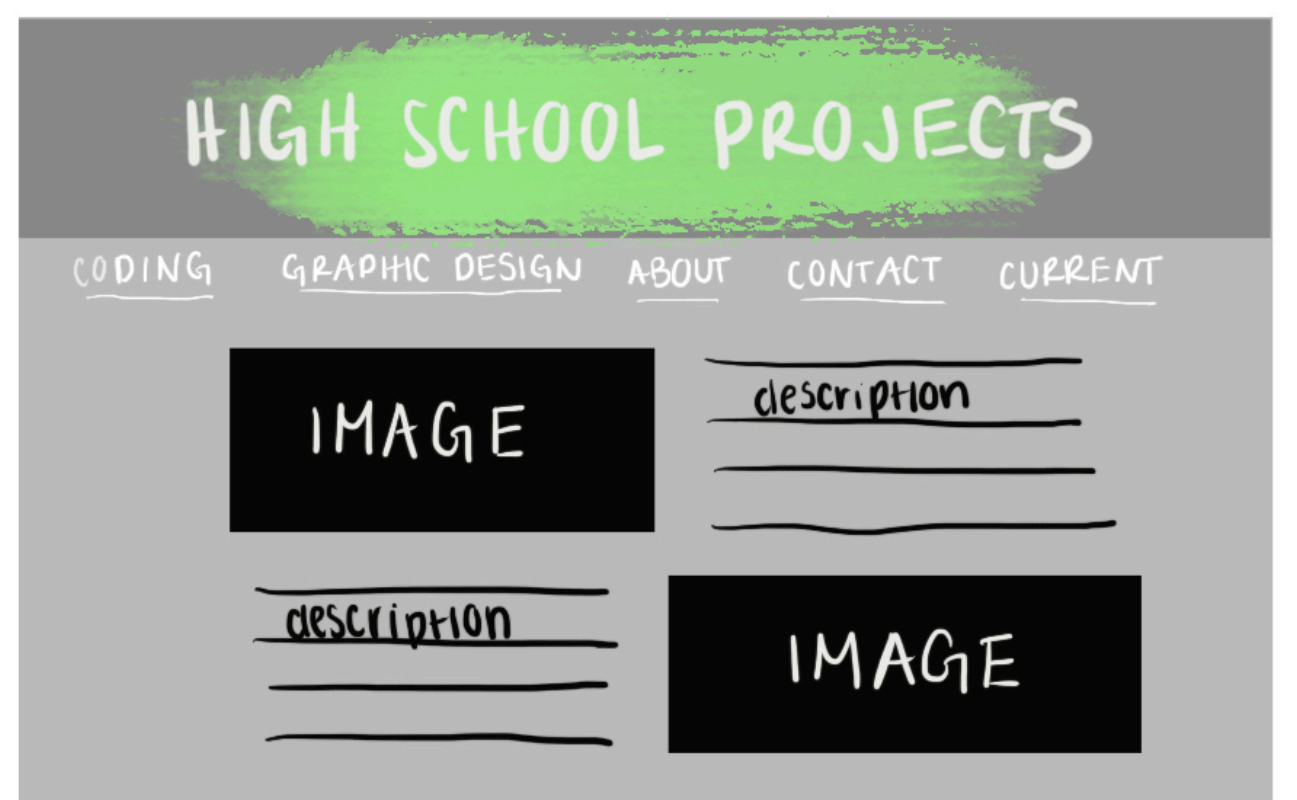 HIGH SCHOOL PROJECTS
CODING GRAPHIC DESIGN ABOUT CONTACT CURRENT
IMAGE
description
description
IMAGE